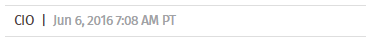 CIO | Jun 6, 2016 7:08 AM PT